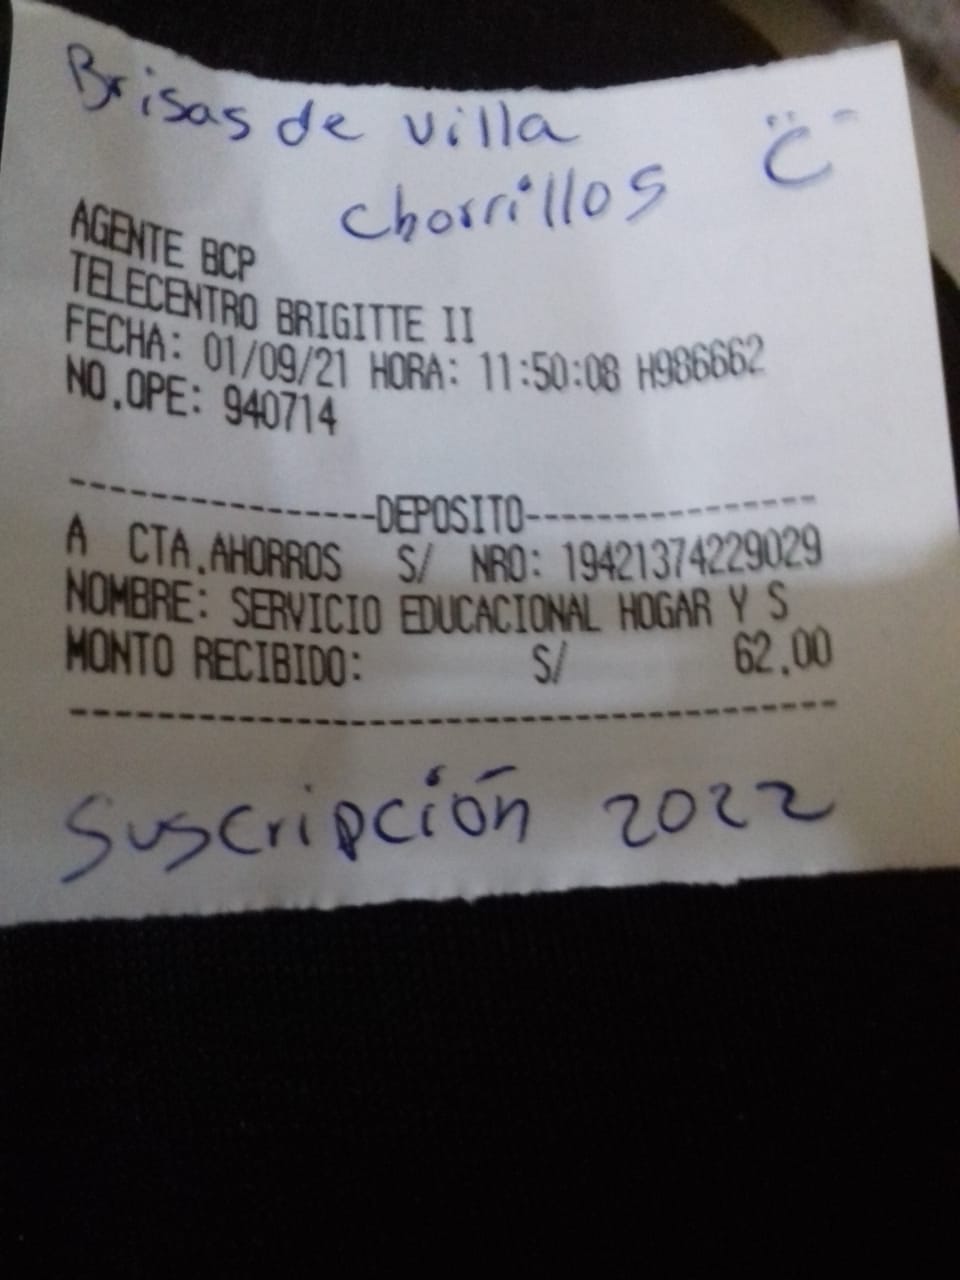 Brisas de villa
chorrillos
AGENTE BCP
TELECENTRO BRIGITTE II
FECHA: 01/09/21 HORA: 11:50:08 H986662
NO.OPE: 940714
---------------DEPOSITO---------------
A CTA.AHORROS S/ NRO: 19421374229029
NOMBRE: SERVICIO EDUCACIONAL HOGAR Y S
MONTO RECIBIDO: S/ 62.00
--------------------------------------
Suscripción 2022